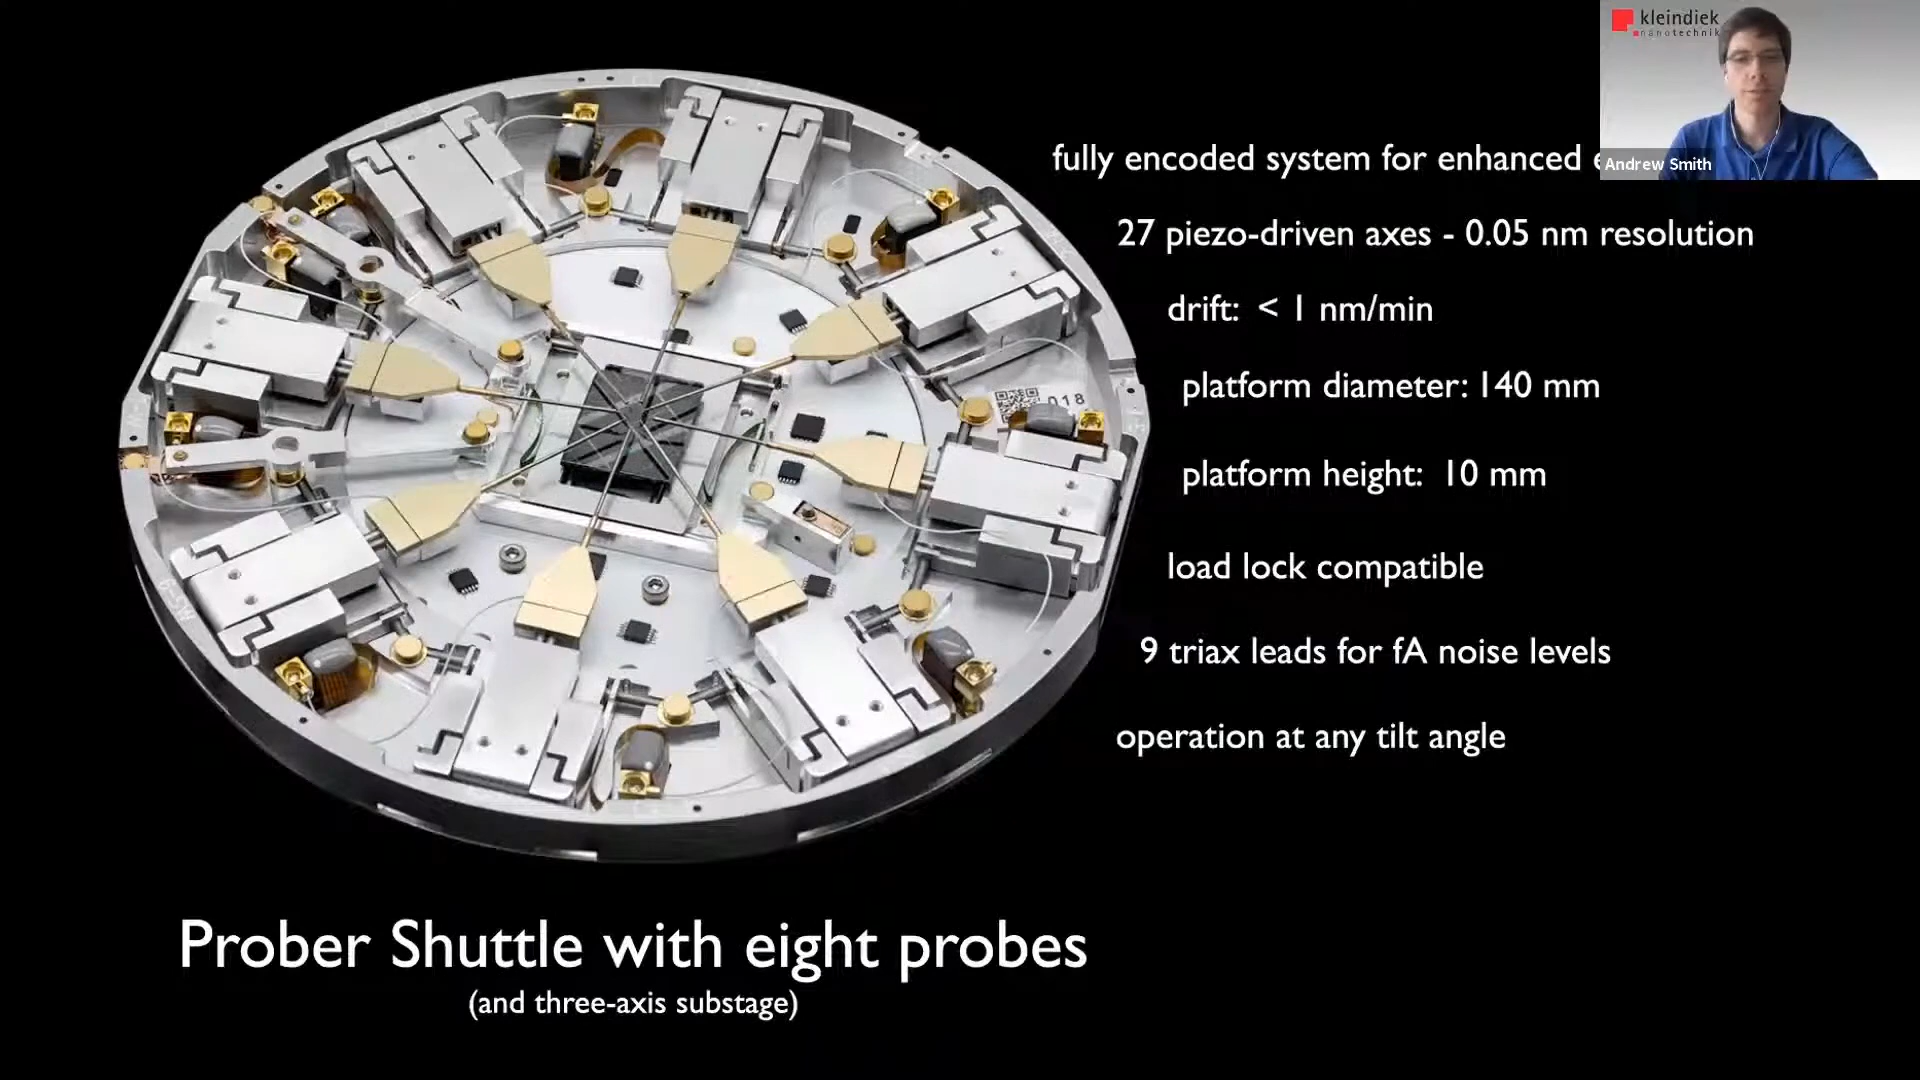 kleindiek
nanotechnik
Andrew Smith
fully encoded system for enhanced
27 piezo-driven axes - 0.05 nm resolution
drift: < 1 nm/min
platform diameter: 140 mm
platform height: 10 mm
load lock compatible
9 triax leads for fA noise levels
operation at any tilt angle
018
Prober Shuttle with eight probes
(and three-axis substage)